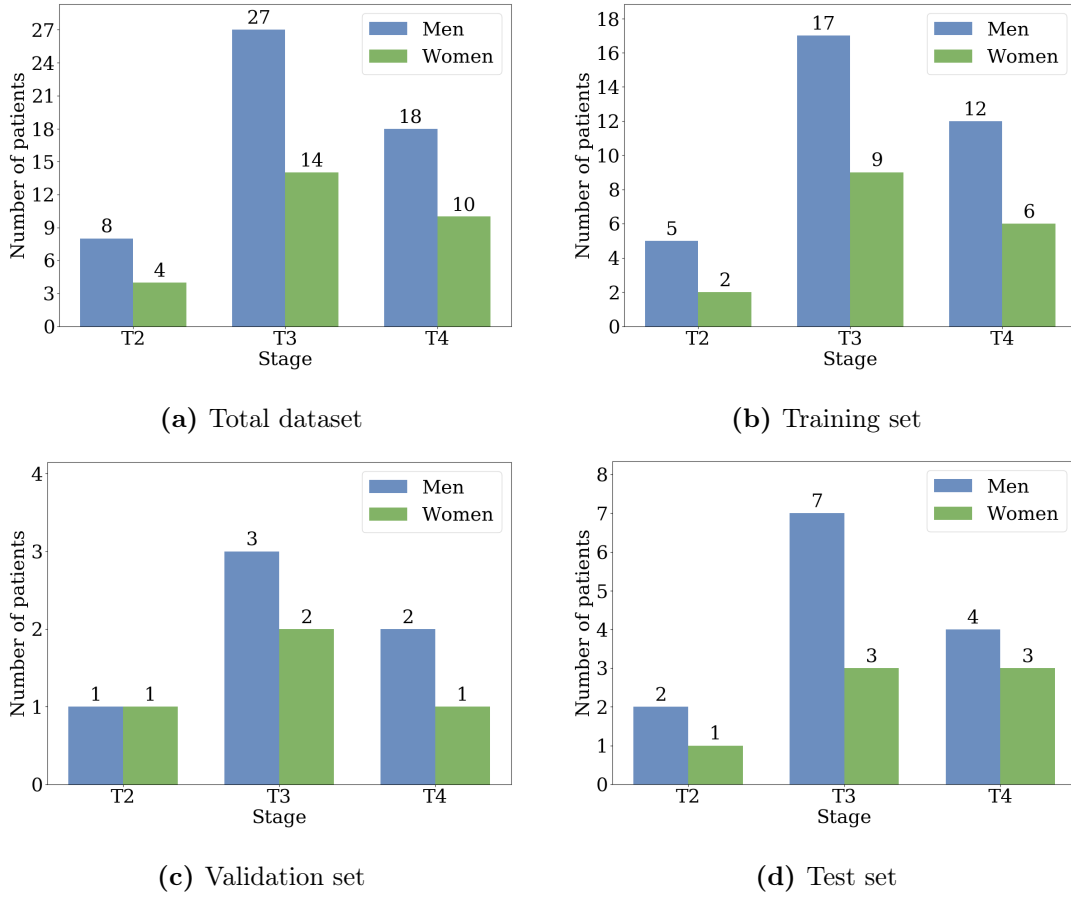 Number of patients
27
24
21
18
15
12
9
6
3
0
Men
Women
8
4
27
14
18
10
T2 T3 T4
Stage
(a) Total dataset
Number of patients
18
16
14
12
10
8
6
4
2
0
Men
Women
5
2
17
9
12
6
T2 T3 T4
Stage
(b) Training set
Number of patients
4
3
2
1
0
Men
Women
1
1
3
2
2
1
T2 T3 T4
Stage
(c) Validation set
Number of patients
8
7
6
5
4
3
2
1
0
Men
Women
2
1
7
3
4
3
T2 T3 T4
Stage
(d) Test set